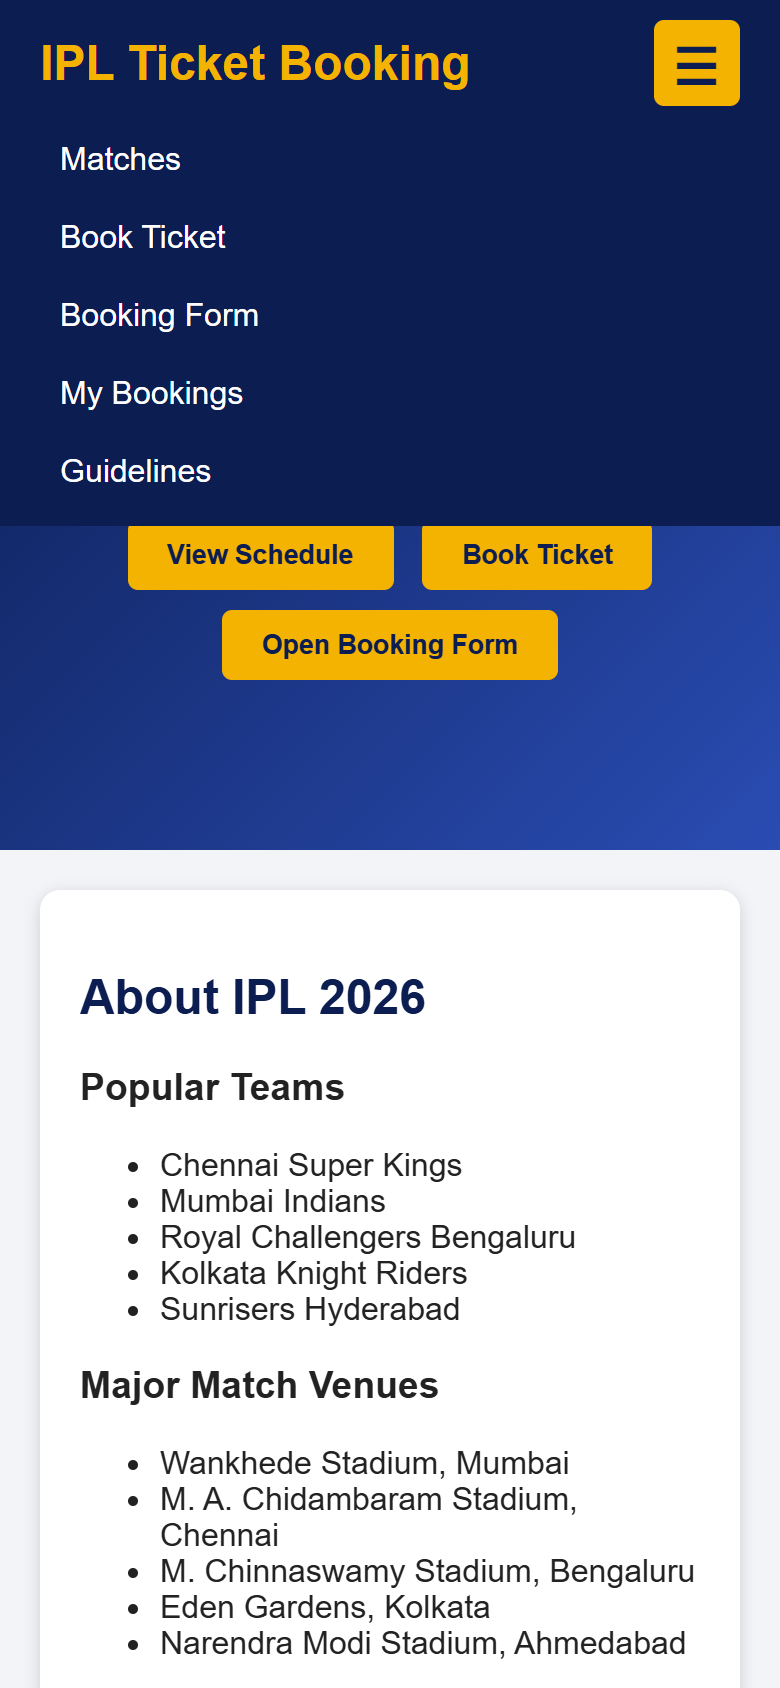 IPL Ticket Booking
☰
Matches
Book Ticket
Booking Form
My Bookings
Guidelines
View Schedule
Book Ticket
Open Booking Form
About IPL 2026
Popular Teams
• Chennai Super Kings
• Mumbai Indians
• Royal Challengers Bengaluru
• Kolkata Knight Riders
• Sunrisers Hyderabad
Major Match Venues
• Wankhede Stadium, Mumbai
• M. A. Chidambaram Stadium,
Chennai
• M. Chinnaswamy Stadium, Bengaluru
• Eden Gardens, Kolkata
• Narendra Modi Stadium, Ahmedabad